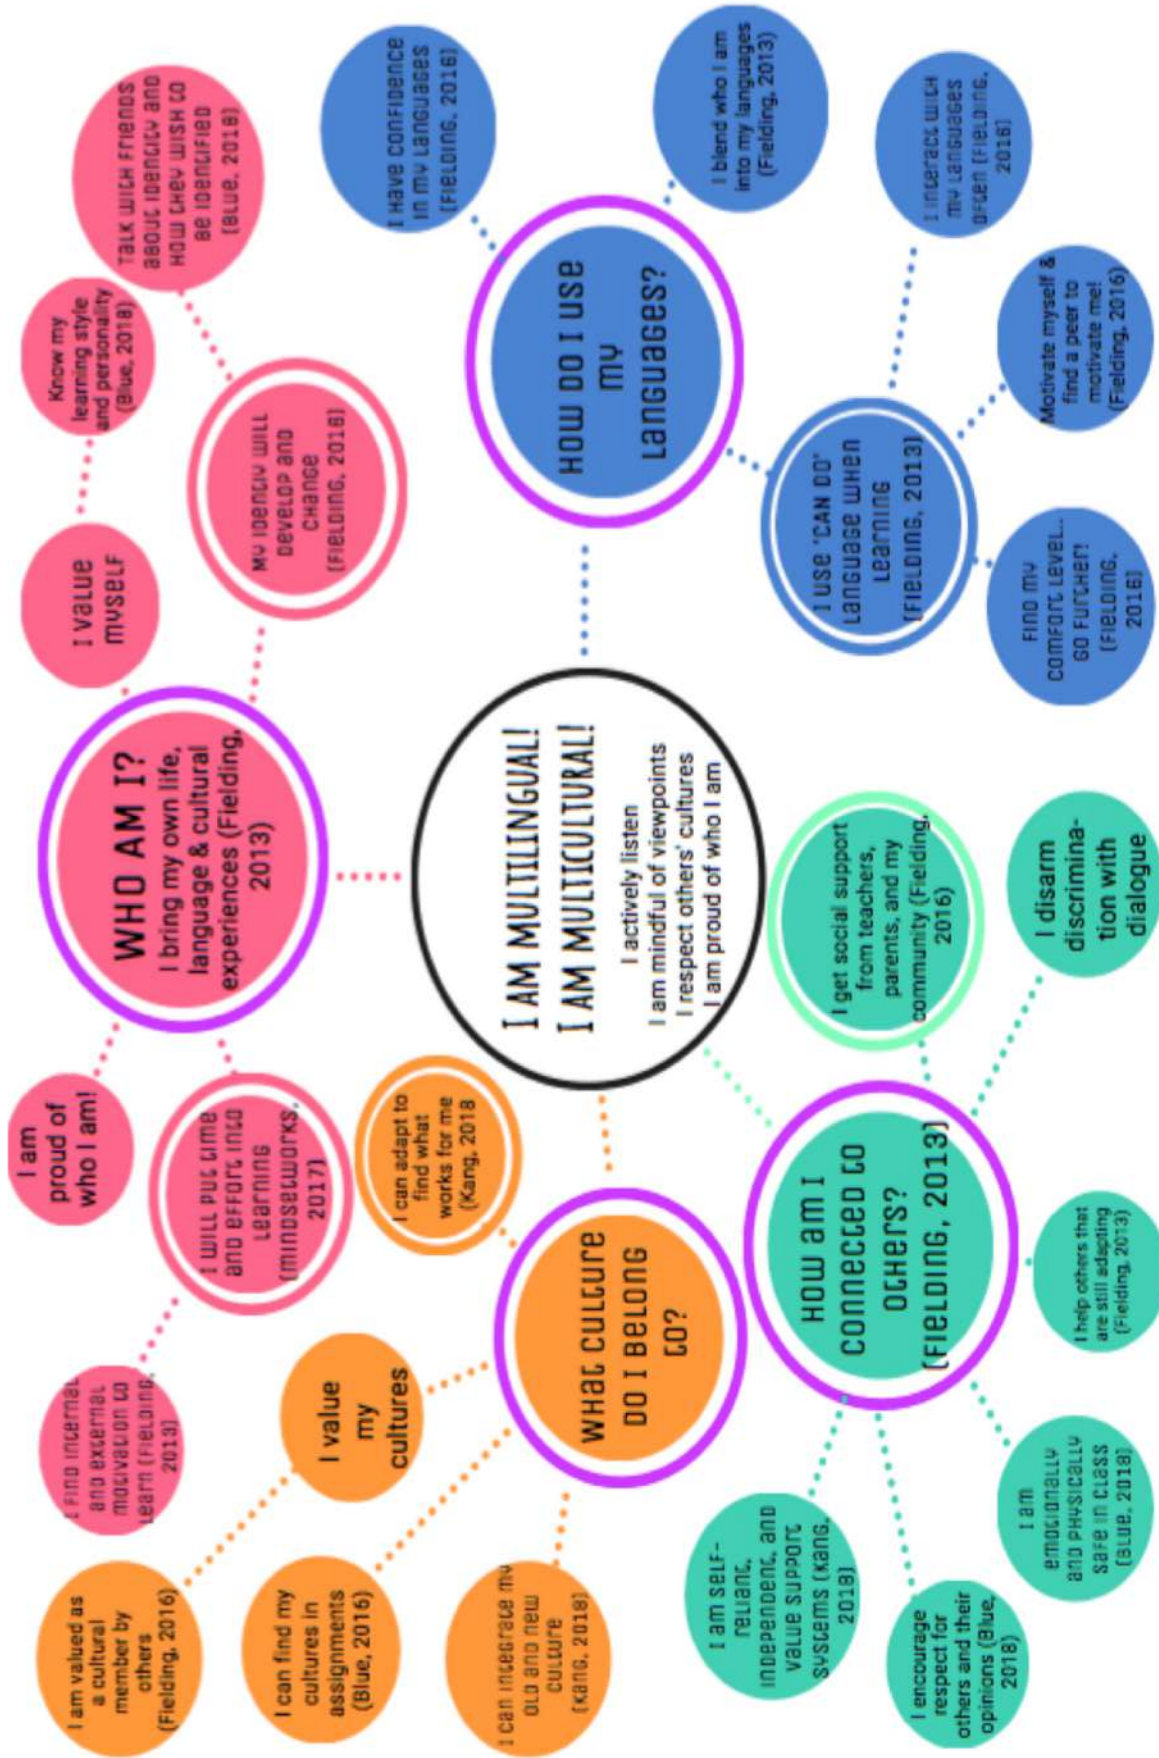 I AM MULTILINGUAL!
I AM MULTICULTURAL!
I actively listen
I am mindful of viewpoints
I respect others' cultures
I am proud of who I am
WHO AM I?
I bring my own life,
language & cultural
experiences (Fielding,
2013)
I am
proud of
who I am!
I WILL PUT TIME
AND EFFORT INTO
LEARNING
(MINDSETWORKS,
2017)
I FIND INTERNAL
AND EXTERNAL
MOTIVATION TO
LEARN (FIELDING,
2013)
I VALUE
MYSELF
Know my
learning style
and personality
(Blue, 2018)
MY IDENTIY WILL
DEVELOP AND
CHANGE
(FIELDING, 2016)
TALK WITH FRIENDS
ABOUT IDENTITY AND
HOW THEY WISH TO
BE IDENTIFIED
(BLUE, 2018)
HOW DO I USE
MY
LANGUAGES?
I HAVE CONFIDENCE
IN MY LANGUAGES
(FIELDING, 2016)
I blend who I am
into my languages
(Fielding, 2013)
I USE 'CAN DO'
LANGUAGE WHEN
LEARNING
(FIELDING, 2013)
I INTERACT WITH
MY LANGUAGES
OFTEN (FIELDING,
2016)
Motivate myself &
find a peer to
motivate me!
(Fielding, 2016)
FIND MY
COMFORT LEVEL..
GO FURTHER!
(FIELDING,
2016)
WHAT CULTURE
DO I BELONG
TO?
I can adapt to
find what
works for me
(Kang, 2018
I value
my
cultures
I am valued as
a cultural
member by
others
(Fielding, 2016)
I can find my
cultures in
assignments
(Blue, 2016)
I CAN INTEGRATE MY
OLD AND NEW
CULTURE
(KANG, 2018)
HOW AM I
CONNECTED TO
OTHERS?
(FIELDING, 2013)
I get social support
from teachers,
parents, and my
community (Fielding,
2016)
I disarm
discrimina-
tion with
dialogue
I help others that
are still adapting
(Fielding, 2013)
I AM
EMOTIONALLY
AND PHYSICALLY
SAFE IN CLASS
(BLUE, 2018)
I encourage
respect for
others and their
opinions (Blue,
2018)
I AM SELF-
RELIANT,
INDEPENDENT, AND
VALUE SUPPORT
SYSTEMS (KANG,
2018)